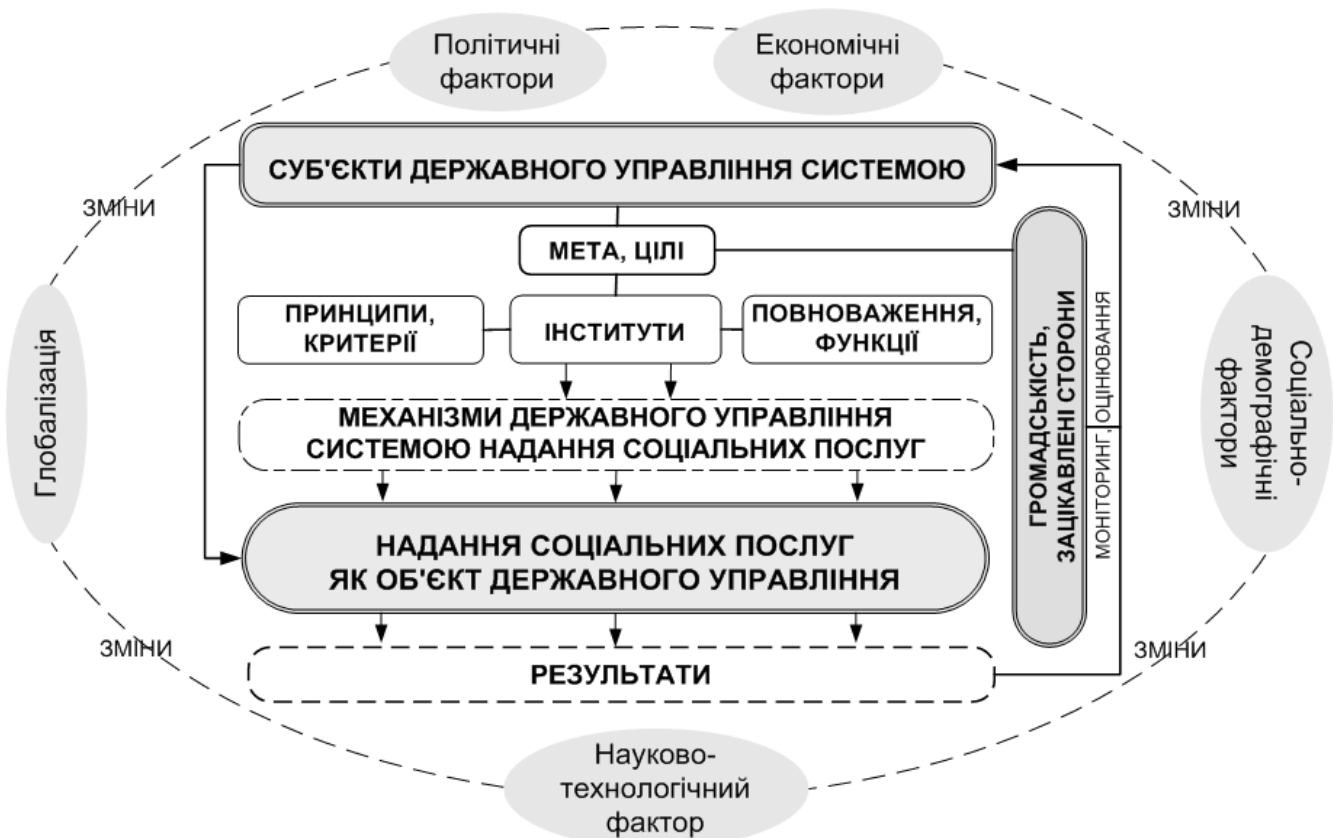 Політичні
фактори
Економічні
фактори
СУБ'ЄКТИ ДЕРЖАВНОГО УПРАВЛІННЯ СИСТЕМОЮ
ЗМІНИ
ЗМІНИ
МЕТА, ЦІЛІ
ПРИНЦИПИ,
КРИТЕРІЇ
ІНСТИТУТИ
ПОВНОВАЖЕННЯ,
ФУНКЦІЇ
ГРОМАДСЬКІСТЬ,
ЗАЦІКАВЛЕНІ СТОРОНИ
МОНІТОРИНГ, ОЦІНЮВАННЯ
Глобалізація
Соціально-
демографічні
фактори
МЕХАНІЗМИ ДЕРЖАВНОГО УПРАВЛІННЯ
СИСТЕМОЮ НАДАННЯ СОЦІАЛЬНИХ ПОСЛУГ
НАДАННЯ СОЦІАЛЬНИХ ПОСЛУГ
ЯК ОБ'ЄКТ ДЕРЖАВНОГО УПРАВЛІННЯ
ЗМІНИ
ЗМІНИ
РЕЗУЛЬТАТИ
Науково-
технологічний
фактор